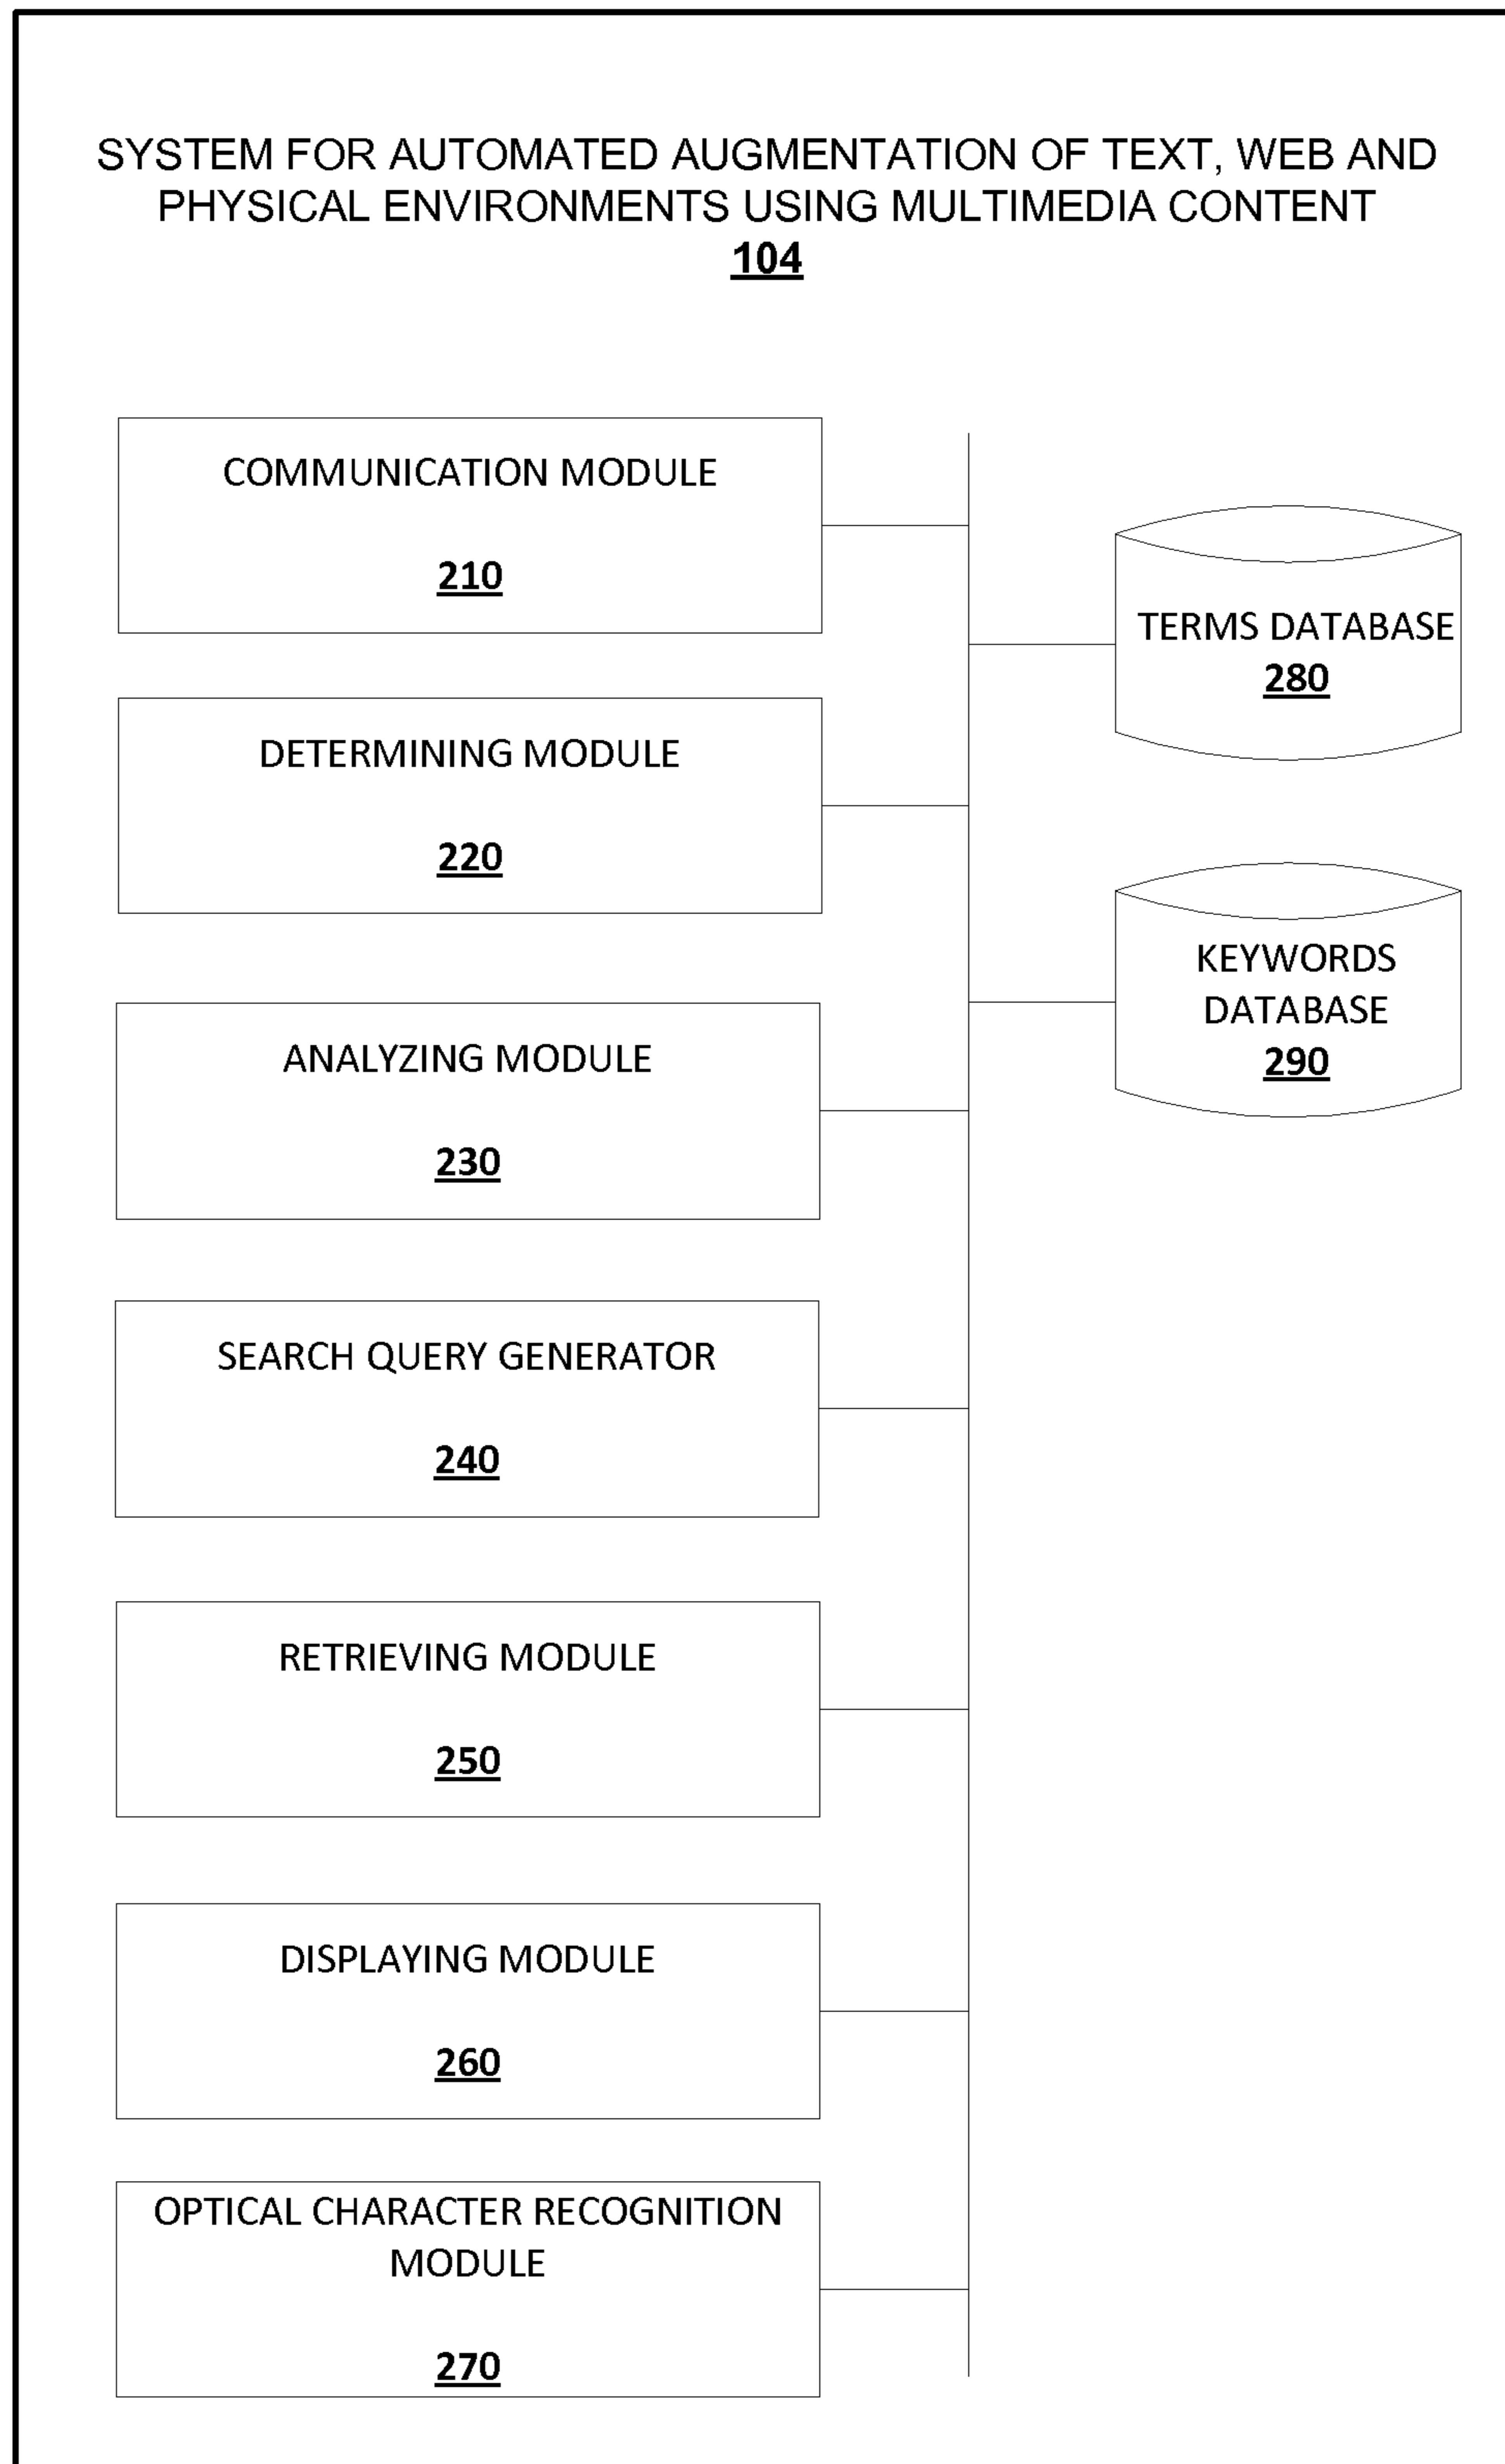 SYSTEM FOR AUTOMATED AUGMENTATION OF TEXT, WEB AND
PHYSICAL ENVIRONMENTS USING MULTIMEDIA CONTENT
104
COMMUNICATION MODULE
210
DETERMINING MODULE
220
ANALYZING MODULE
230
SEARCH QUERY GENERATOR
240
RETRIEVING MODULE
250
DISPLAYING MODULE
260
OPTICAL CHARACTER RECOGNITION
MODULE
270
TERMS DATABASE
280
KEYWORDS
DATABASE
290